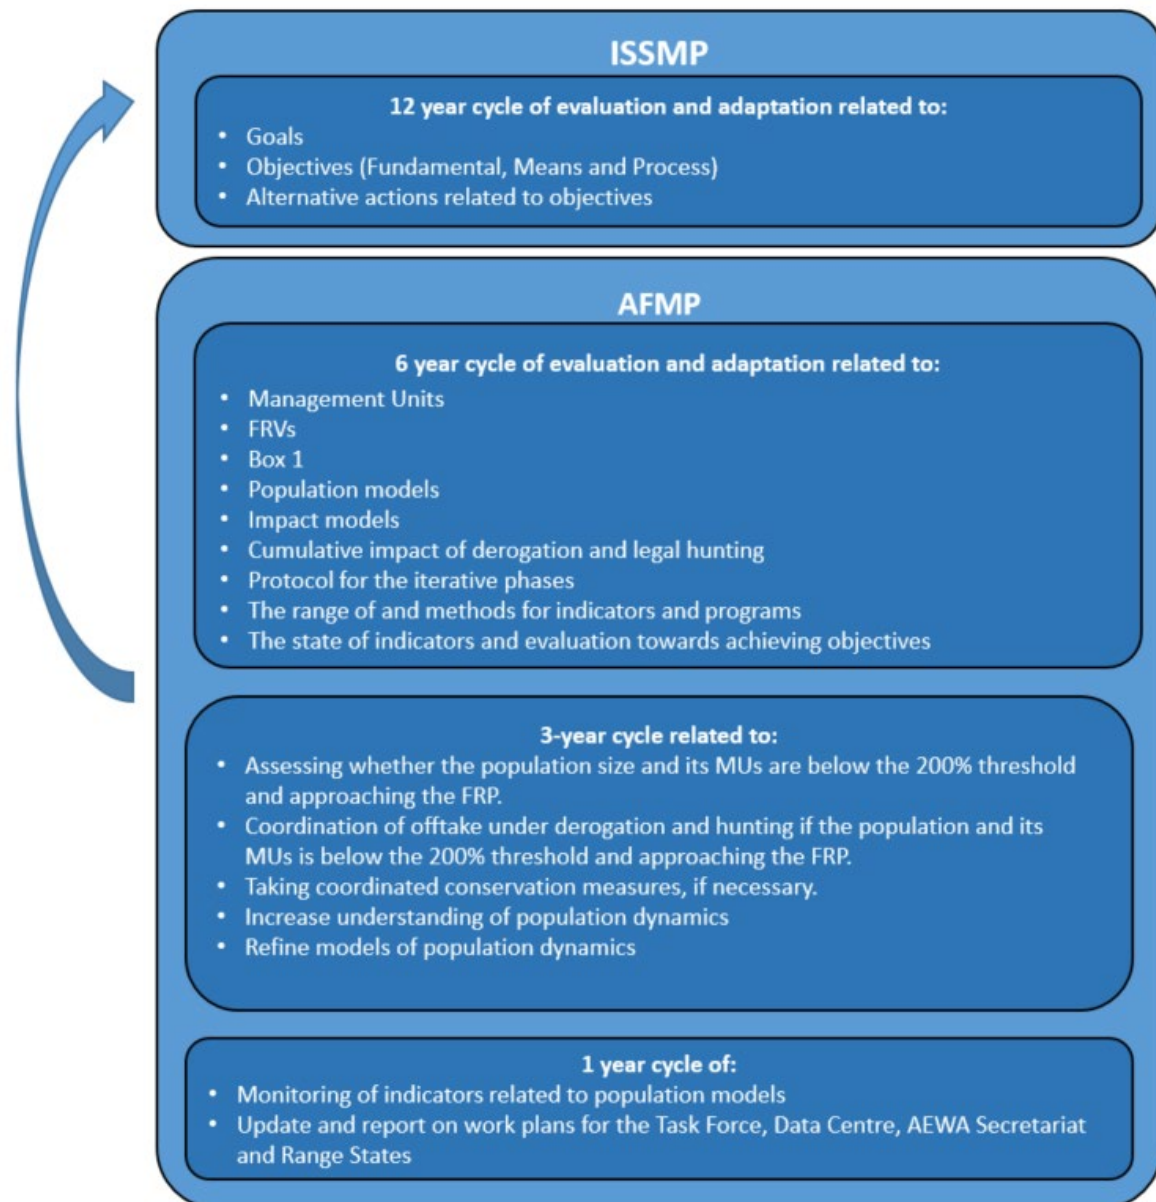 ISSMP
12 year cycle of evaluation and adaptation related to:
• Goals
• Objectives (Fundamental, Means and Process)
• Alternative actions related to objectives
AFMP
6 year cycle of evaluation and adaptation related to:
• Management Units
• FRVs
• Box 1
• Population models
• Impact models
• Cumulative impact of derogation and legal hunting
• Protocol for the iterative phases
• The range of and methods for indicators and programs
• The state of indicators and evaluation towards achieving objectives
3-year cycle related to:
• Assessing whether the population size and its MUs are below the 200% threshold
and approaching the FRP.
• Coordination of offtake under derogation and hunting if the population and its
MUs is below the 200% threshold and approaching the FRP.
• Taking coordinated conservation measures, if necessary.
• Increase understanding of population dynamics
• Refine models of population dynamics
1 year cycle of:
• Monitoring of indicators related to population models
• Update and report on work plans for the Task Force, Data Centre, AEWA Secretariat
and Range States